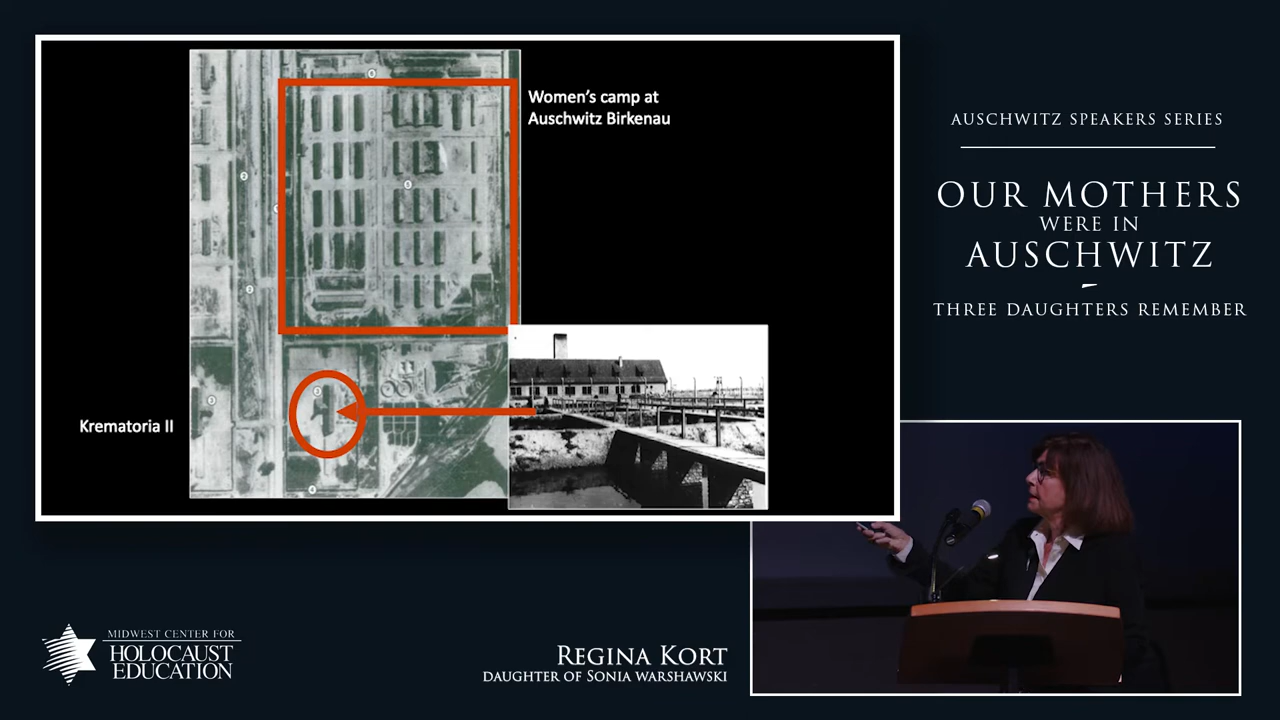 Women's camp at
Auschwitz Birkenau
Krematoria II
AUSCHWITZ SPEAKERS SERIES
OUR MOTHERS
WERE IN
AUSCHWITZ
THREE DAUGHTERS REMEMBER
MIDWEST CENTER FOR
HOLOCAUST
EDUCATION
REGINA KORT
DAUGHTER OF SONIA WARSHAWSKI